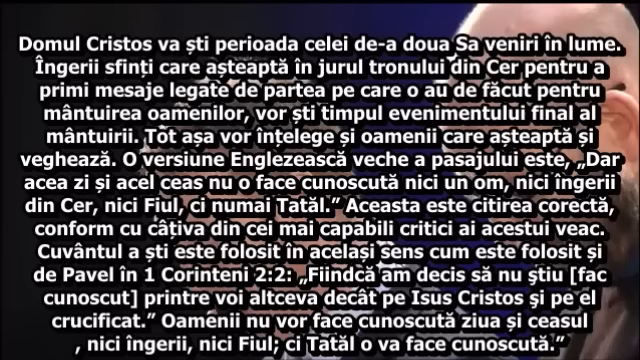 Domul Cristos va ști perioada celei de-a doua Sa veniri în lume.
Îngerii sfinți care așteaptă în jurul tronului din Cer pentru a
primi mesaje legate de partea pe care o au de făcut pentru
mântuirea oamenilor, vor ști timpul evenimentului final al
mântuirii. Tot așa vor înțelege și oamenii care așteaptă și
veghează. O versiune Englezească veche a pasajului este, „Dar
acea zi și acel ceas nu o face cunoscută nici un om, nici îngerii
din Cer, nici Fiul, ci numai Tatăl.” Aceasta este citirea corectă,
conform cu câțiva din cei mai capabili critici ai acestui veac.
Cuvântul a ști este folosit în același sens cum este folosit și
de Pavel în 1 Corinteni 2:2: „Fiindcă am decis să nu știu [fac
cunoscut] printre voi altceva decât pe Isus Cristos și pe el
crucificat.” Oamenii nu vor face cunoscută ziua și ceasul
, nici îngerii, nici Fiul; ci Tatăl o va face cunoscută.”